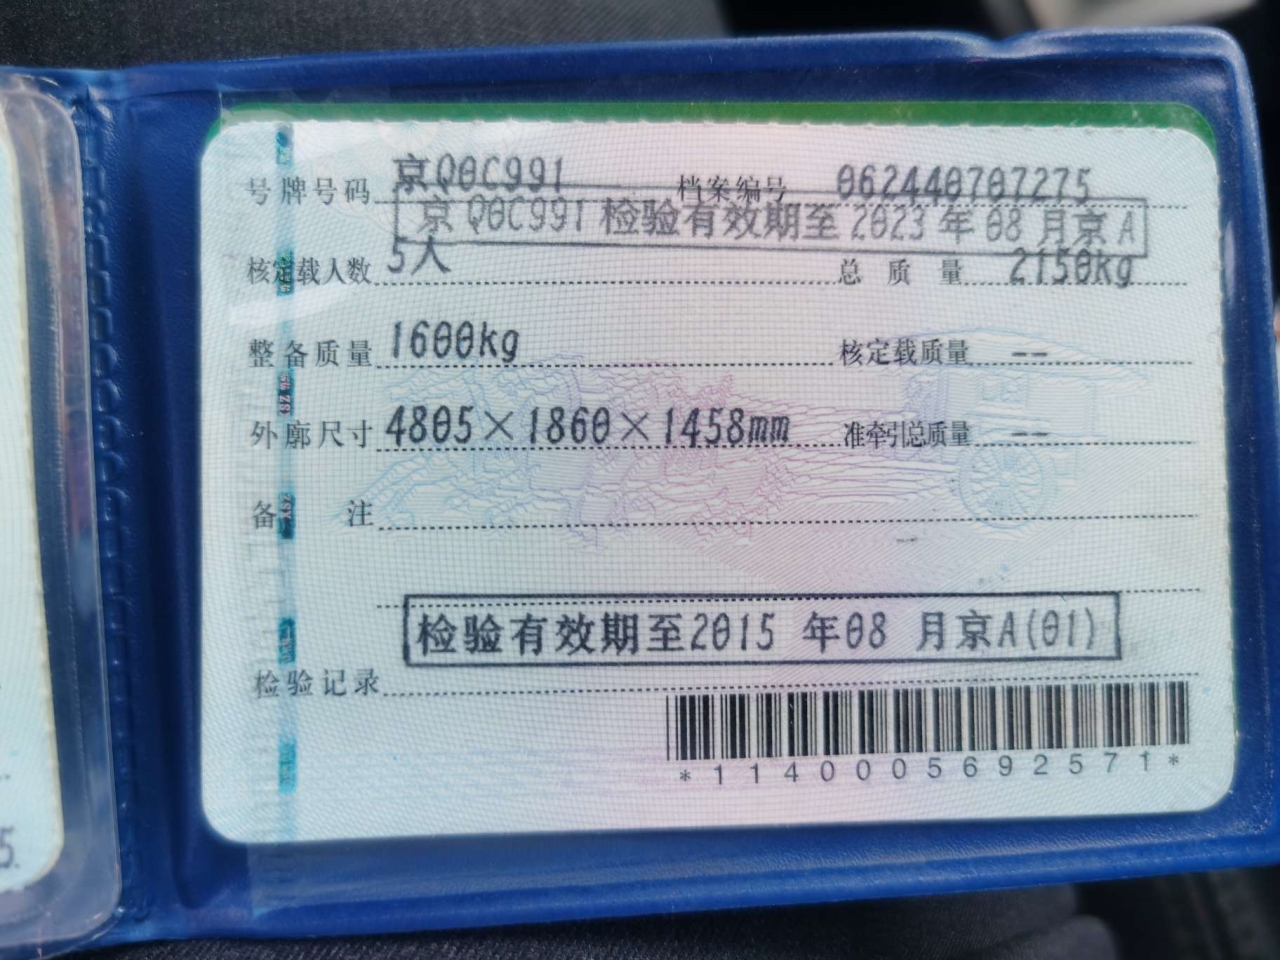 号牌号码 京Q0C991 档案编号 062440707275
京Q0C991 检验有效期至2023年08月京A
核定载人数 5人 总质量 2150kg
整备质量 1600kg 核定载质量 --
外廓尺寸 4805×1860×1458mm 准牵引总质量 --
备注
检验有效期至2015 年08 月京A(01)
检验记录
*1140005692571*
5.